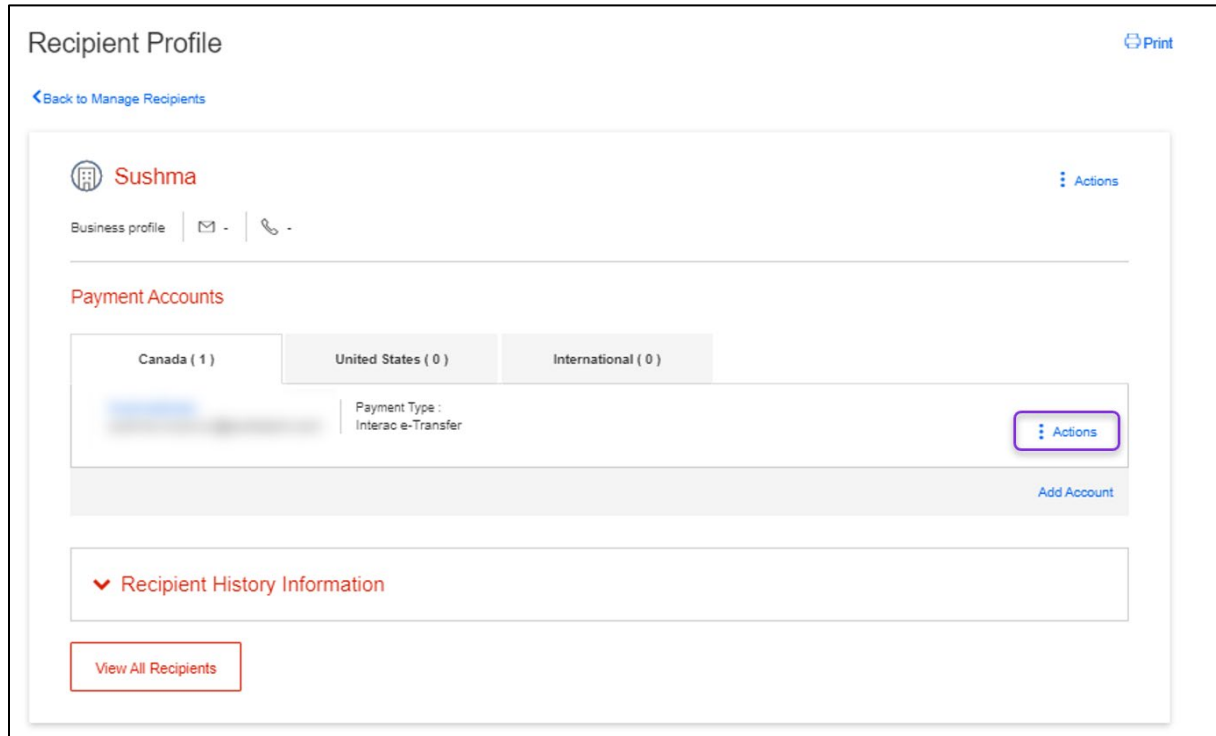 Recipient Profile
Print
Back to Manage Recipients
Sushma
Actions
Business profile - -
Payment Accounts
Canada ( 1 ) United States ( 0 ) International ( 0 )
Payment Type :
Interac e-Transfer
Actions
Add Account
Recipient History Information
View All Recipients